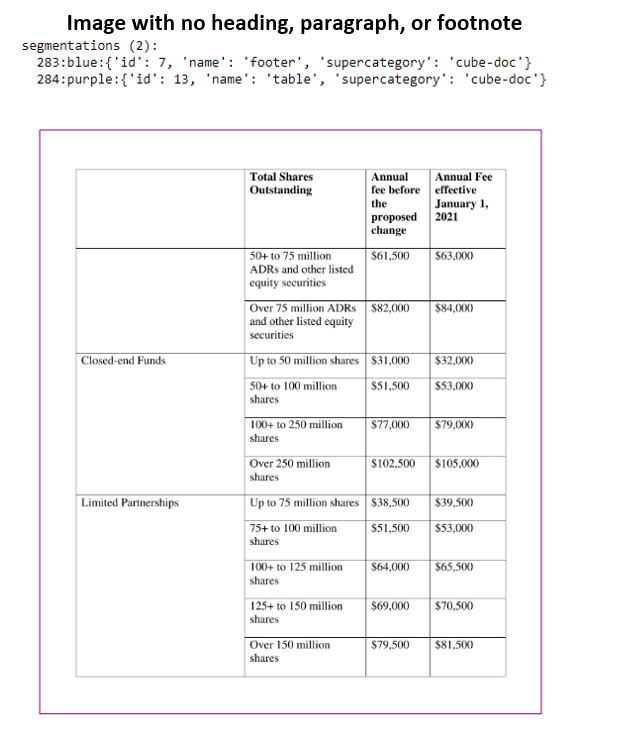 Image with no heading, paragraph, or footnote
segmentations (2):
283:blue:{'id': 7, 'name': 'footer', 'supercategory': 'cube-doc'}
284:purple:{'id': 13, 'name': 'table', 'supercategory': 'cube-doc'}
Total Shares
Outstanding
Annual
fee before
the
proposed
change
Annual Fee
effective
January 1,
2021
50+ to 75 million
ADRs and other listed
equity securities
$61,500
$63,000
Over 75 million ADRs
and other listed equity
securities
$82,000
$84,000
Closed-end Funds
Up to 50 million shares
$31,000
$32,000
50+ to 100 million
shares
$51,500
$53,000
100+ to 250 million
shares
$77,000
$79,000
Over 250 million
shares
$102,500
$105,000
Limited Partnerships
Up to 75 million shares
$38,500
$39,500
75+ to 100 million
shares
$51,500
$53,000
100+ to 125 million
shares
$64,000
$65,500
125+ to 150 million
shares
$69,000
$70,500
Over 150 million
shares
$79,500
$81,500